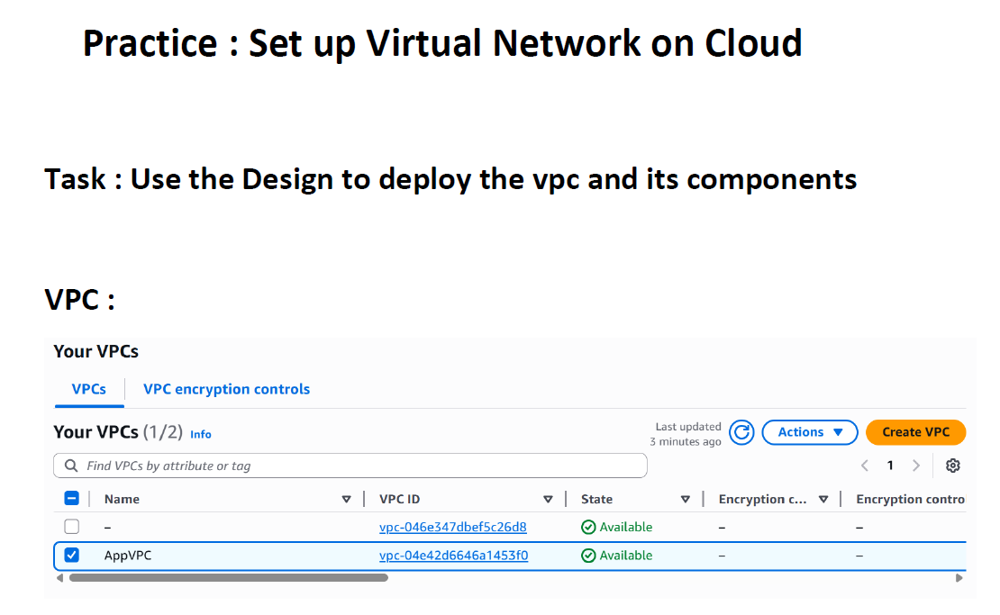 Practice : Set up Virtual Network on Cloud
Task : Use the Design to deploy the vpc and its components
VPC :
Your VPCs
VPCs VPC encryption controls
Your VPCs (1/2) Info Last updated 3 minutes ago Actions Create VPC
Find VPCs by attribute or tag 1
Name VPC ID State Encryption c... Encryption contro
– vpc-046e347dbef5c26d8 Available – –
AppVPC vpc-04e42d6646a1453f0 Available – –